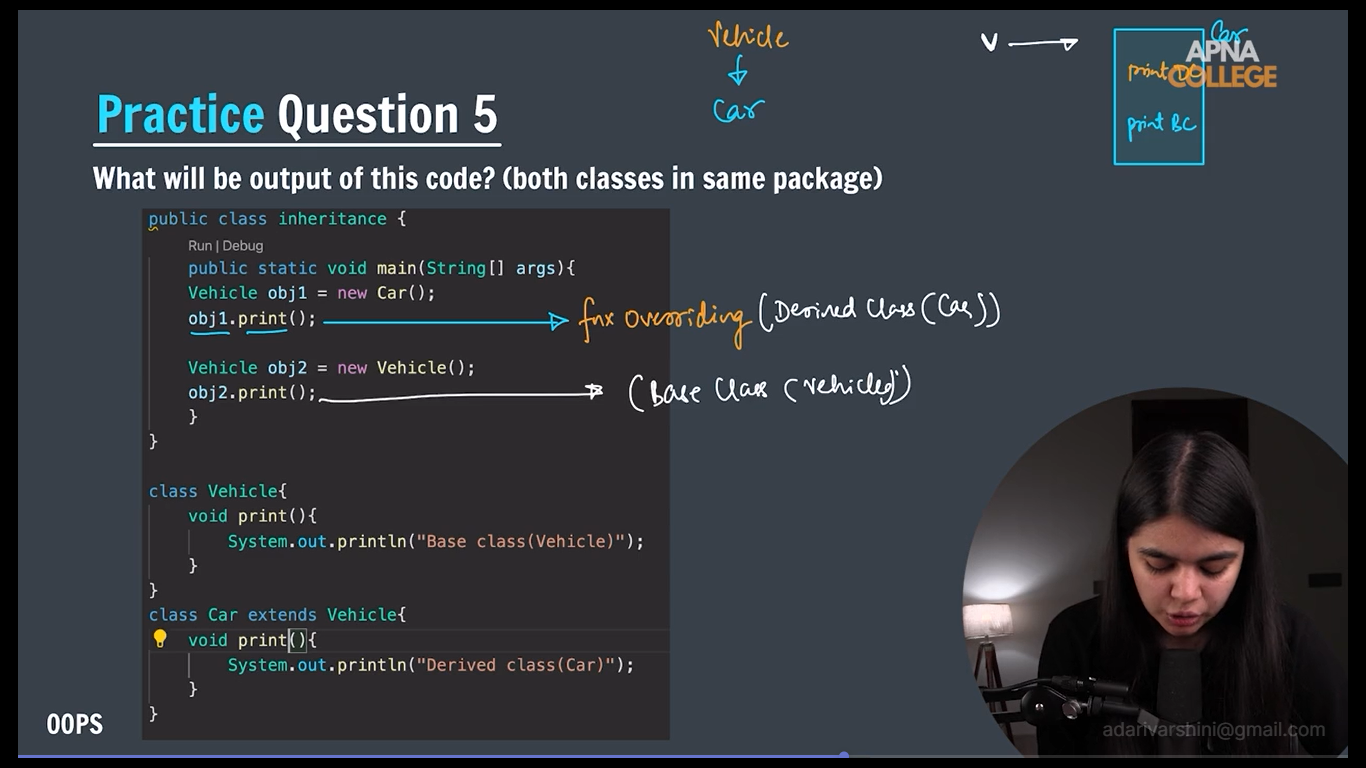 Vehicle
Car
V
Car
print DC
print BC
APNA
COLLEGE
Practice Question 5
What will be output of this code? (both classes in same package)
public class inheritance {
Run | Debug
public static void main(String[] args){
Vehicle obj1 = new Car();
obj1.print(); fnx overriding (Derived Class (Car))
Vehicle obj2 = new Vehicle();
obj2.print(); (Base Class (Vehicle))
}
}
class Vehicle{
void print(){
System.out.println("Base class(Vehicle)");
}
}
class Car extends Vehicle{
void print(){
System.out.println("Derived class(Car)");
}
}
OOPS
adarivarshini@gmail.com